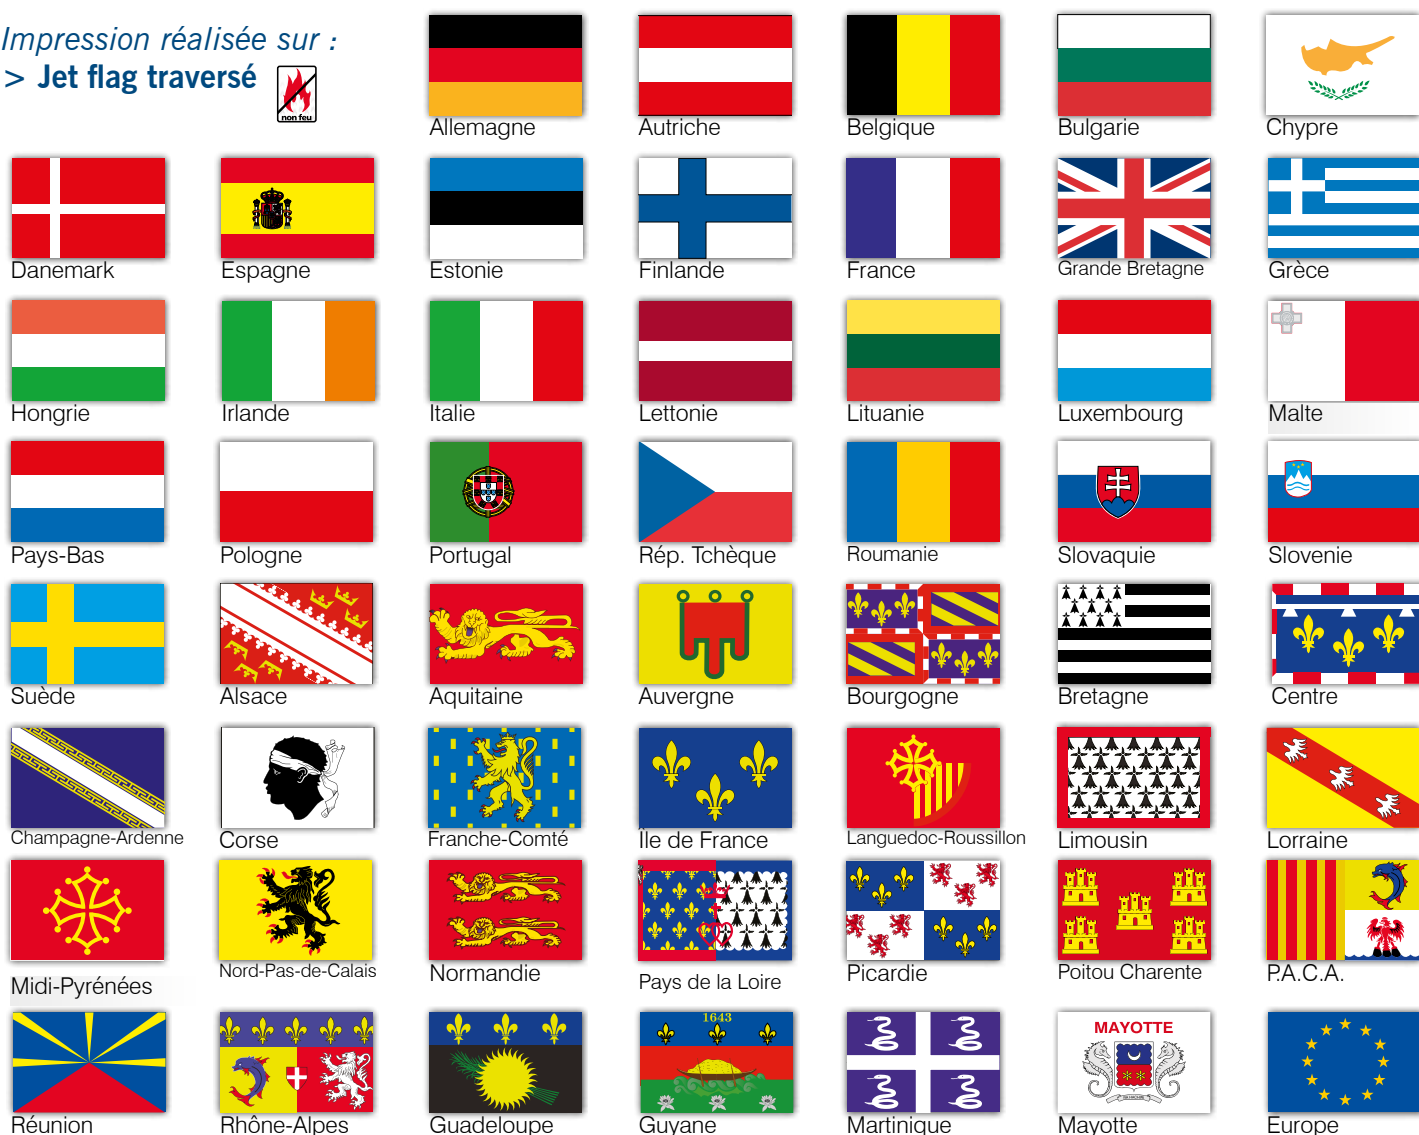 Impression réalisée sur :
> Jet flag traversé
non feu
Allemagne
Autriche
Belgique
Bulgarie
Chypre
Danemark
Espagne
Estonie
Finlande
France
Grande Bretagne
Grèce
Hongrie
Irlande
Italie
Lettonie
Lituanie
Luxembourg
Malte
Pays-Bas
Pologne
Portugal
Rép. Tchèque
Roumanie
Slovaquie
Slovenie
Suède
Alsace
Aquitaine
Auvergne
Bourgogne
Bretagne
Centre
Champagne-Ardenne
Corse
Franche-Comté
Île de France
Languedoc-Roussillon
Limousin
Lorraine
Midi-Pyrénées
Nord-Pas-de-Calais
Normandie
Pays de la Loire
Picardie
Poitou Charente
P.A.C.A.
1643
MAYOTTE
Réunion
Rhône-Alpes
Guadeloupe
Guyane
Martinique
Mayotte
Europe